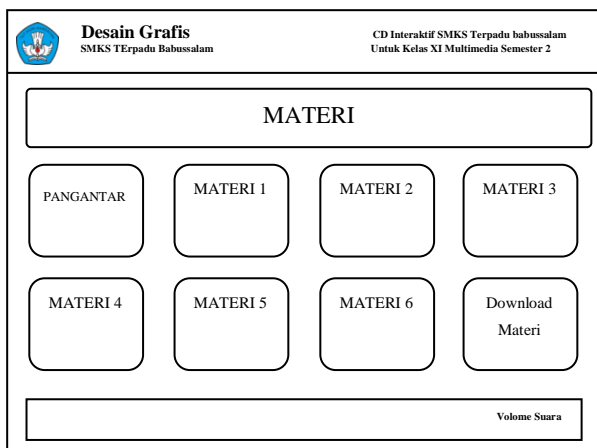 Desain Grafis
SMKS TErpadu Babussalam
CD Interaktif SMKS Terpadu babussalam
Untuk Kelas XI Multimedia Semester 2
MATERI
PANGANTAR
MATERI 1
MATERI 2
MATERI 3
MATERI 4
MATERI 5
MATERI 6
Download
Materi
Volome Suara